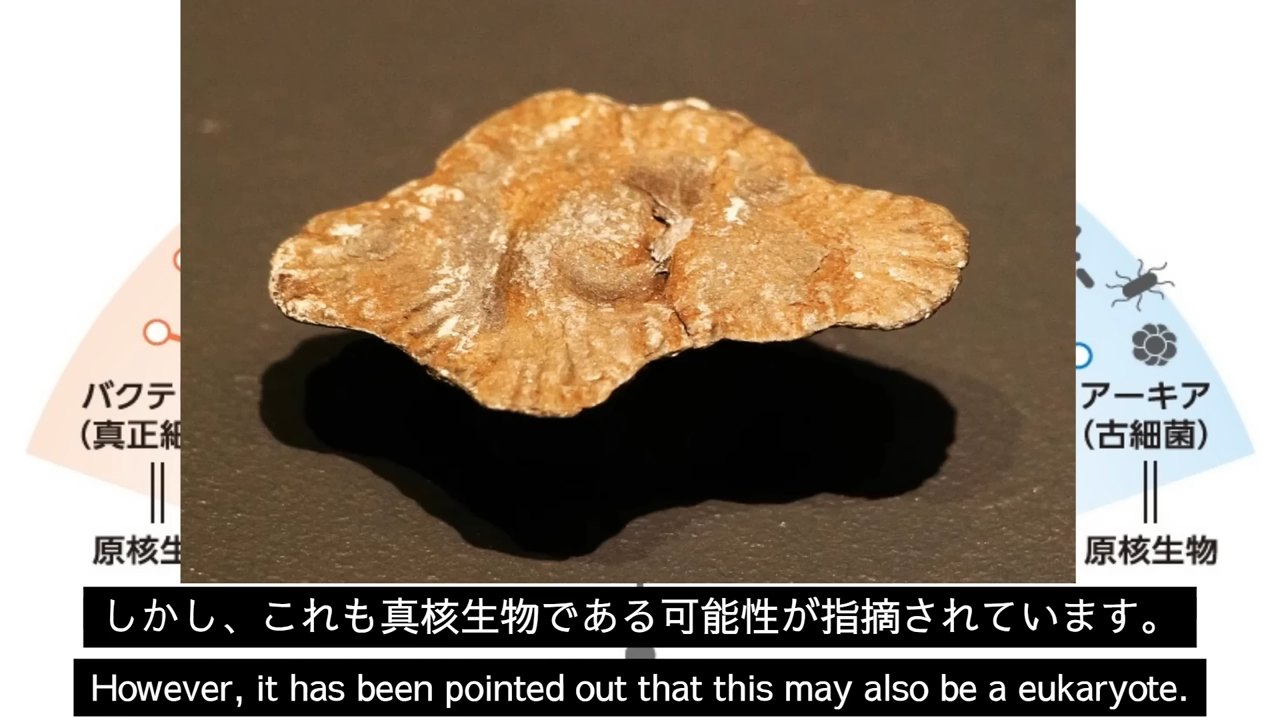 バクテ
（真正細
原核生
アーキア
（古細菌）
原核生物
しかし、これも真核生物である可能性が指摘されています。
However, it has been pointed out that this may also be a eukaryote.